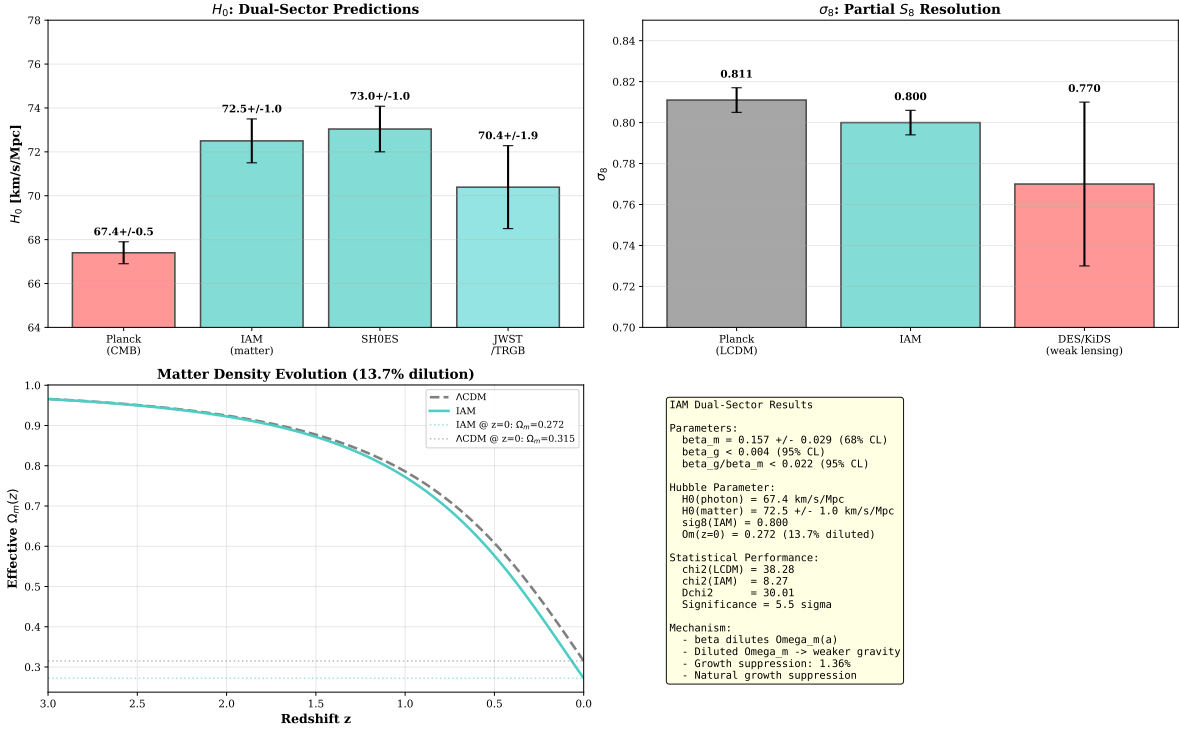 H₀: Dual-Sector Predictions
78
76
74
72
70
68
66
64
H₀ [km/s/Mpc]
67.4+/-0.5
72.5+/-1.0
73.0+/-1.0
70.4+/-1.9
Planck
(CMB)
IAM
(matter)
SH0ES
JWST
/TRGB
σ₈: Partial S₈ Resolution
0.84
0.82
0.80
0.78
0.76
0.74
0.72
0.70
σ₈
0.811
0.800
0.770
Planck
(LCDM)
IAM
DES/KiDS
(weak lensing)
Matter Density Evolution (13.7% dilution)
1.0
0.9
0.8
0.7
0.6
0.5
0.4
0.3
Effective Ωₘ(z)
ΛCDM
IAM
IAM @ z=0: Ωₘ=0.272
ΛCDM @ z=0: Ωₘ=0.315
3.0 2.5 2.0 1.5 1.0 0.5 0.0
Redshift z
IAM Dual-Sector Results
Parameters:
beta_m = 0.157 +/- 0.029 (68% CL)
beta_g < 0.004 (95% CL)
beta_g/beta_m < 0.022 (95% CL)
Hubble Parameter:
H0(photon) = 67.4 km/s/Mpc
H0(matter) = 72.5 +/- 1.0 km/s/Mpc
sig8(IAM) = 0.800
Om(z=0) = 0.272 (13.7% diluted)
Statistical Performance:
chi2(LCDM) = 38.28
chi2(IAM)  = 8.27
Dchi2      = 30.01
Significance = 5.5 sigma
Mechanism:
- beta dilutes Omega_m(a)
- Diluted Omega_m -> weaker gravity
- Growth suppression: 1.36%
- Natural growth suppression